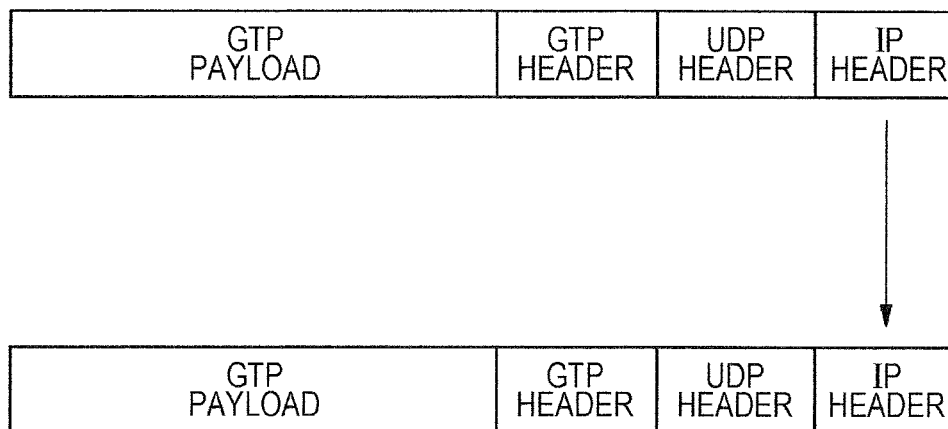 GTP
PAYLOAD
GTP
HEADER
UDP
HEADER
IP
HEADER
GTP
PAYLOAD
GTP
HEADER
UDP
HEADER
IP
HEADER